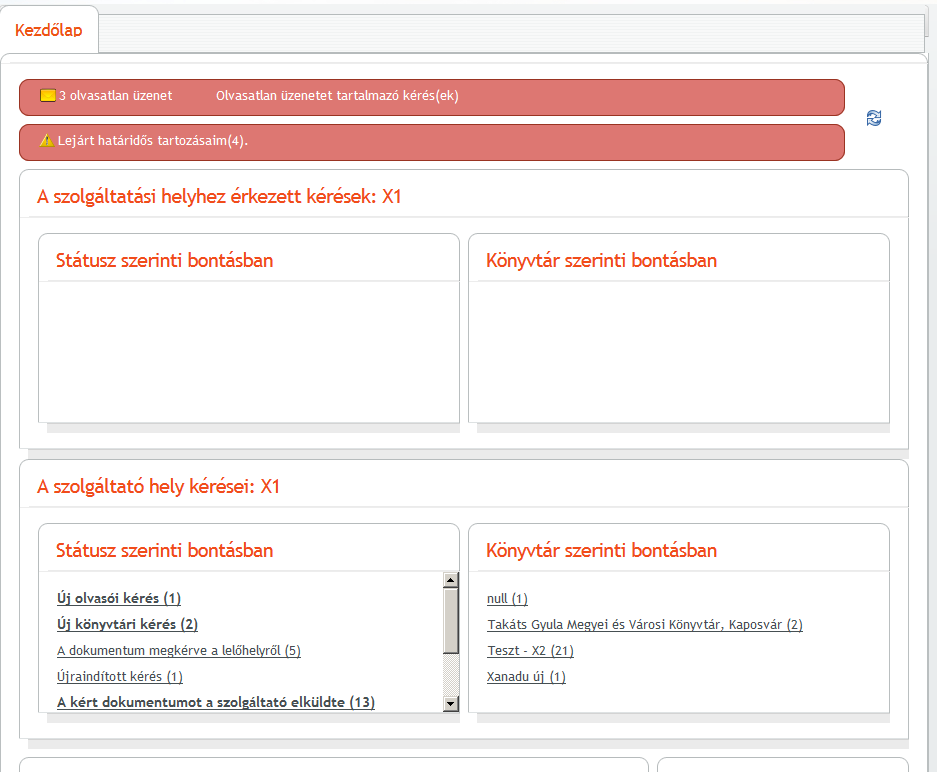 Kezdőlap
3 olvasatlan üzenet Olvasatlan üzenetet tartalmazó kérés(ek)
Lejárt határidős tartozásaim(4).
A szolgáltatási helyhez érkezett kérések: X1
Státusz szerinti bontásban
Könyvtár szerinti bontásban
A szolgáltató hely kérései: X1
Státusz szerinti bontásban
Új olvasói kérés (1)
Új könyvtári kérés (2)
A dokumentum megkérve a lelőhelyről (5)
Újraindított kérés (1)
A kért dokumentumot a szolgáltató elküldte (13)
Könyvtár szerinti bontásban
null (1)
Takáts Gyula Megyei és Városi Könyvtár, Kaposvár (2)
Teszt - X2 (21)
Xanadu új (1)